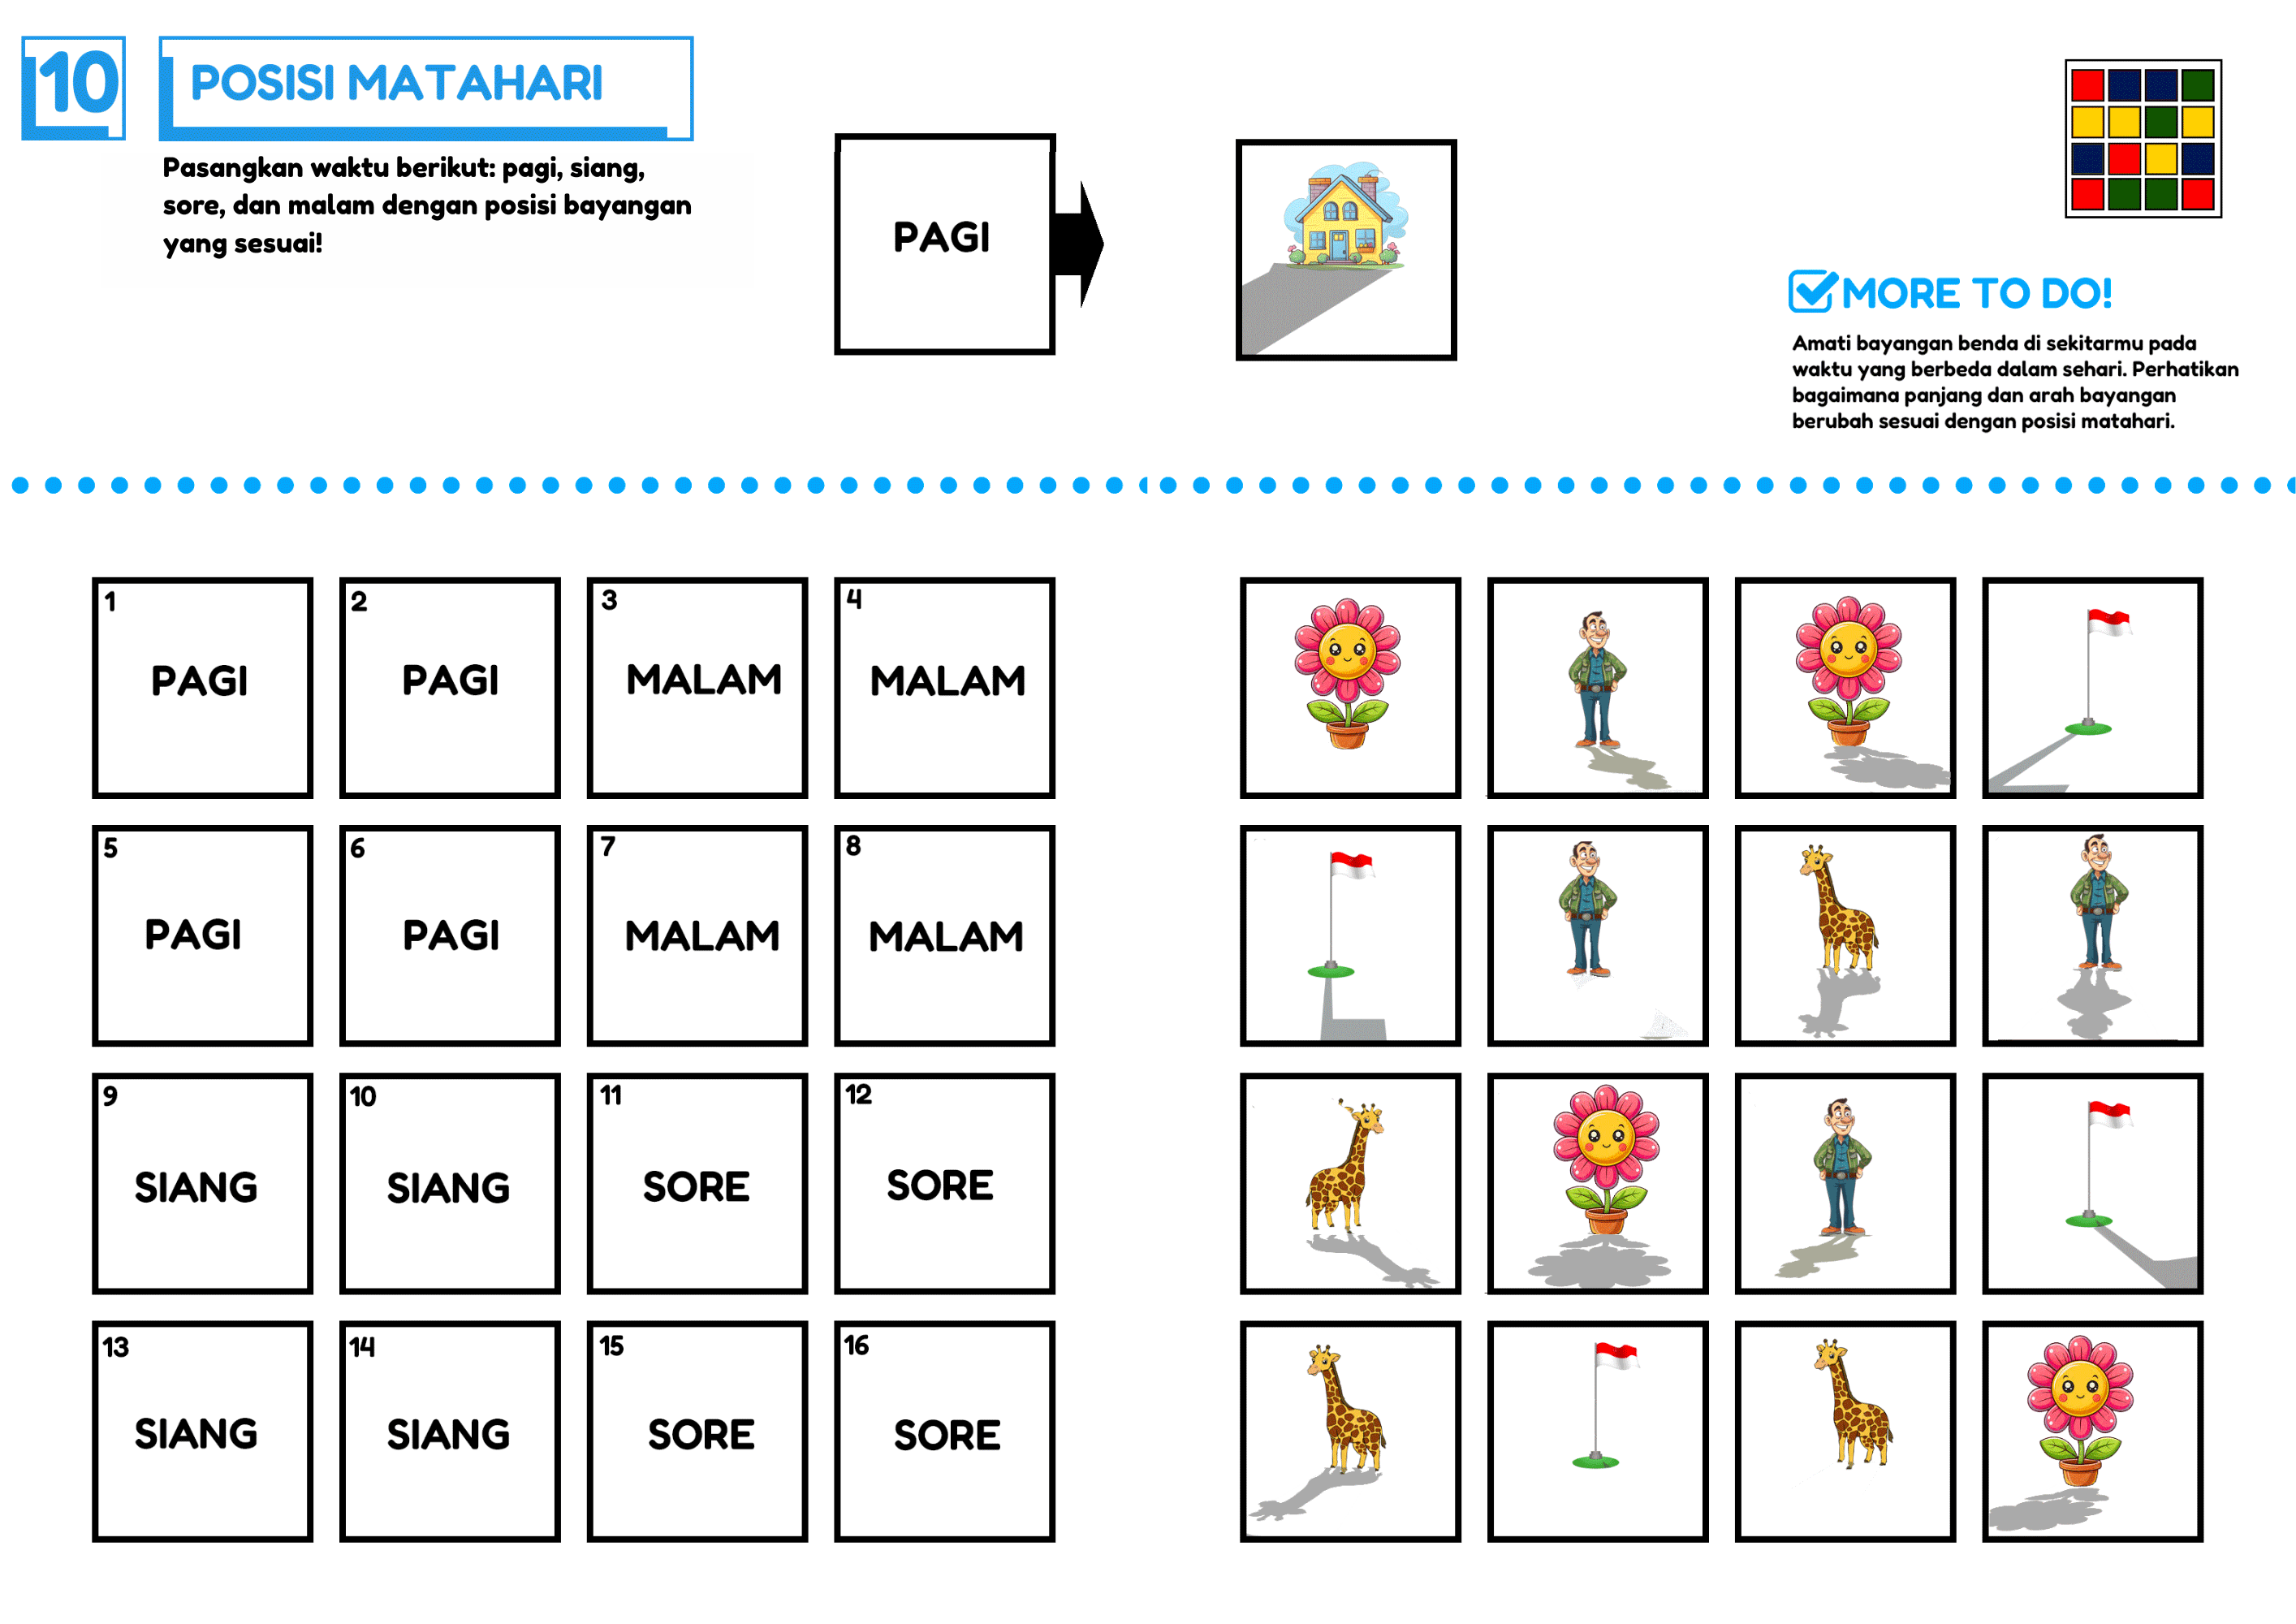 10
POSISI MATAHARI
Pasangkan waktu berikut: pagi, siang,
sore, dan malam dengan posisi bayangan
yang sesuai!
PAGI
MORE TO DO!
Amati bayangan benda di sekitarmu pada
waktu yang berbeda dalam sehari. Perhatikan
bagaimana panjang dan arah bayangan
berubah sesuai dengan posisi matahari.
1
PAGI
2
PAGI
3
MALAM
4
MALAM
5
PAGI
6
PAGI
7
MALAM
8
MALAM
9
SIANG
10
SIANG
11
SORE
12
SORE
13
SIANG
14
SIANG
15
SORE
16
SORE